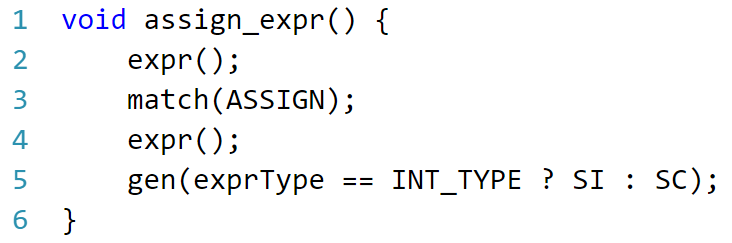 1 void assign_expr() {
2     expr();
3     match(ASSIGN);
4     expr();
5     gen(exprType == INT_TYPE ? SI : SC);
6 }